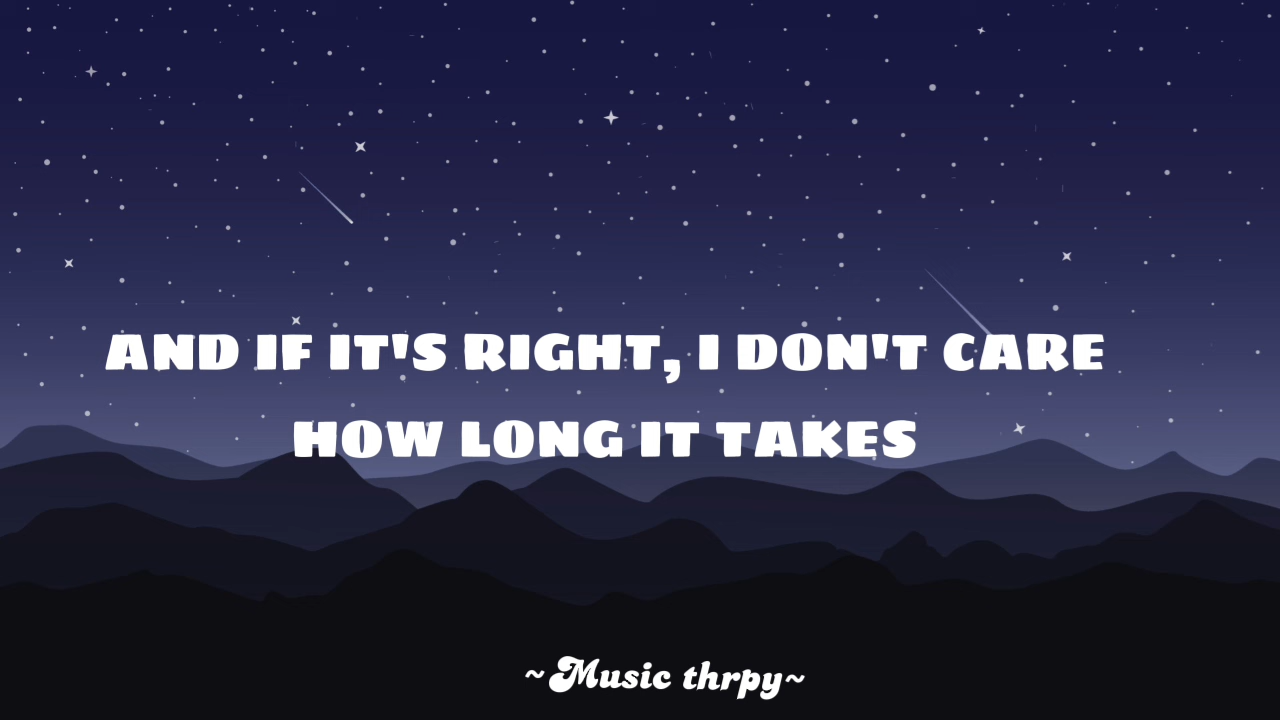 AND IF IT'S RIGHT, I DON'T CARE
HOW LONG IT TAKES
~Music thrpy~